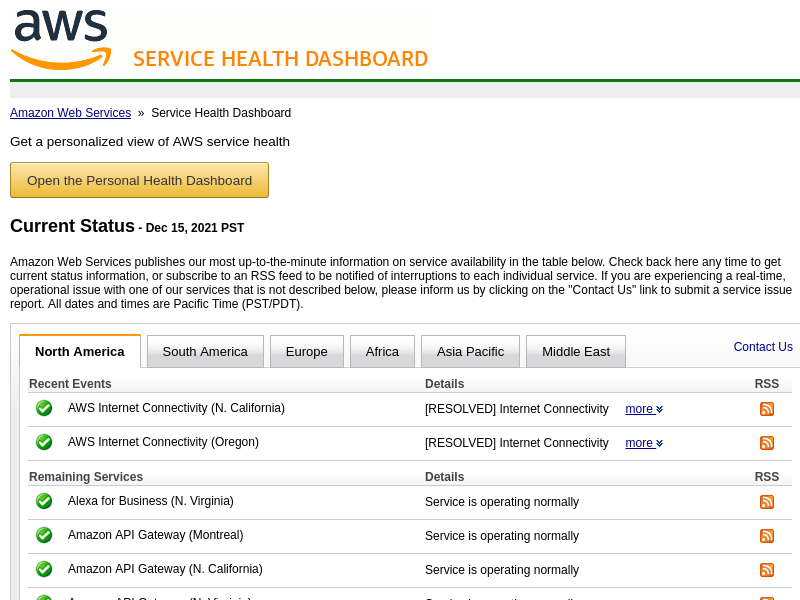 aws
SERVICE HEALTH DASHBOARD
Amazon Web Services » Service Health Dashboard
Get a personalized view of AWS service health
Open the Personal Health Dashboard
Current Status - Dec 15, 2021 PST
Amazon Web Services publishes our most up-to-the-minute information on service availability in the table below. Check back here any time to get
current status information, or subscribe to an RSS feed to be notified of interruptions to each individual service. If you are experiencing a real-time,
operational issue with one of our services that is not described below, please inform us by clicking on the "Contact Us" link to submit a service issue
report. All dates and times are Pacific Time (PST/PDT).
North America South America Europe Africa Asia Pacific Middle East Contact Us
Recent Events Details RSS
AWS Internet Connectivity (N. California) [RESOLVED] Internet Connectivity more
AWS Internet Connectivity (Oregon) [RESOLVED] Internet Connectivity more
Remaining Services Details RSS
Alexa for Business (N. Virginia) Service is operating normally
Amazon API Gateway (Montreal) Service is operating normally
Amazon API Gateway (N. California) Service is operating normally